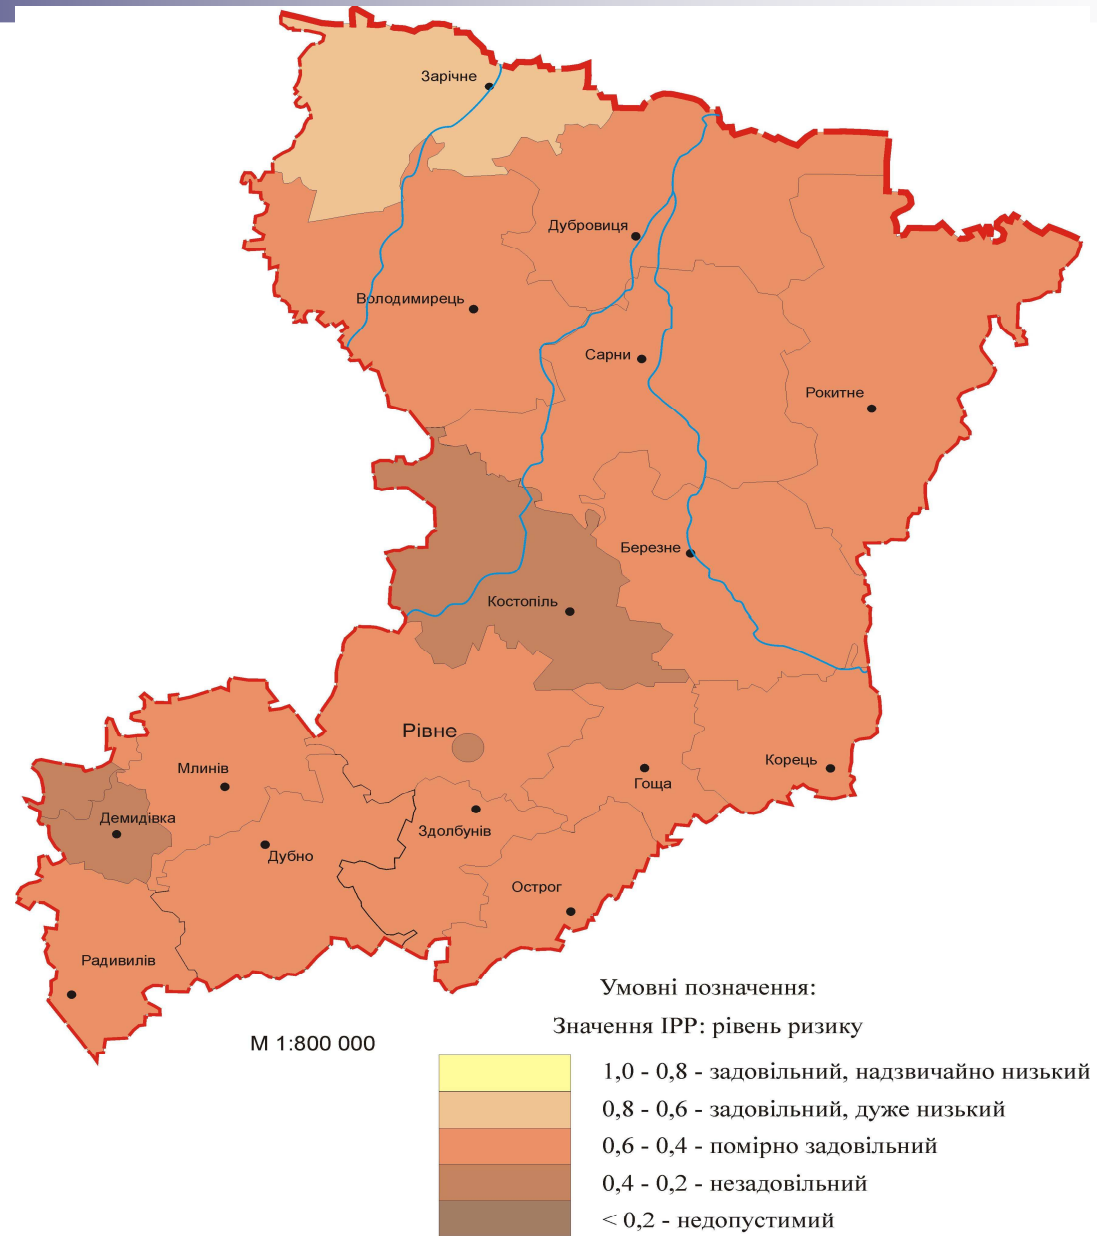 Зарічне
Дубровиця
Володимирець
Сарни
Рокитне
Березне
Костопіль
Рівне
Млинів
Гоща
Корець
Демидівка
Здолбунів
Дубно
Острог
Радивилів
Умовні позначення:
Значення ІРР: рівень ризику
М 1:800 000
1,0 - 0,8 - задовільний, надзвичайно низький
0,8 - 0,6 - задовільний, дуже низький
0,6 - 0,4 - помірно задовільний
0,4 - 0,2 - незадовільний
< 0,2 - недопустимий